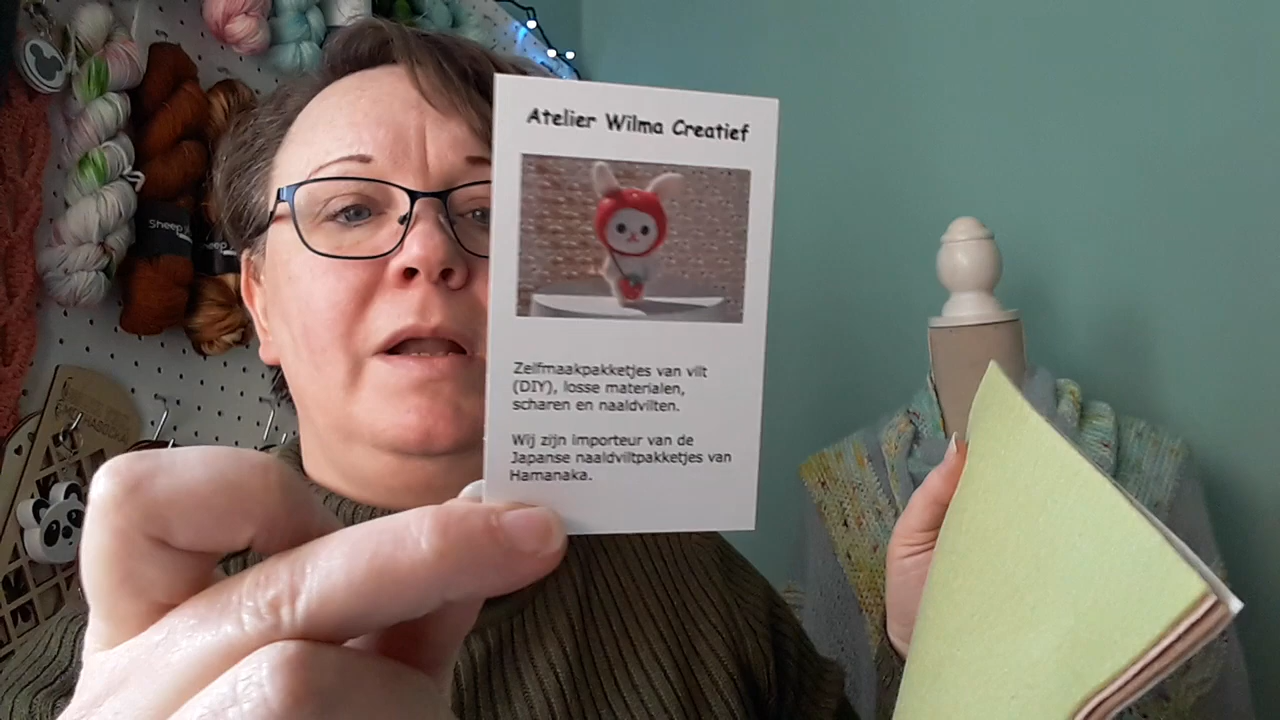 Atelier Wilma Creatief
Zelfmaakpakketjes van vilt
(DIY), losse materialen,
scharen en naaldvilten.
Wij zijn importeur van de
Japanse naaldviltpakketjes van
Hamanaka.
Sheep